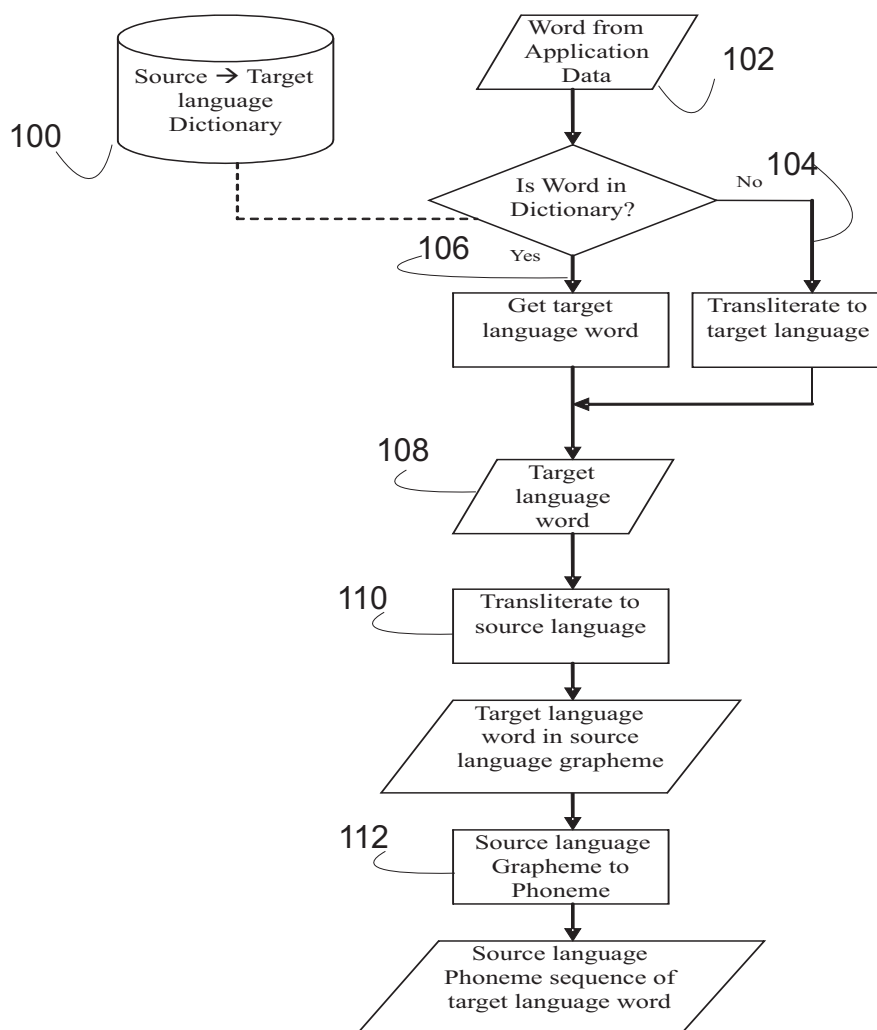 Word from
Application
Data
102
Source → Target
language
Dictionary
100
Is Word in
Dictionary?
No
104
106
Yes
Get target
language word
Transliterate to
target language
108
Target
language
word
110
Transliterate to
source language
Target language
word in source
language grapheme
112
Source language
Grapheme to
Phoneme
Source language
Phoneme sequence of
target language word